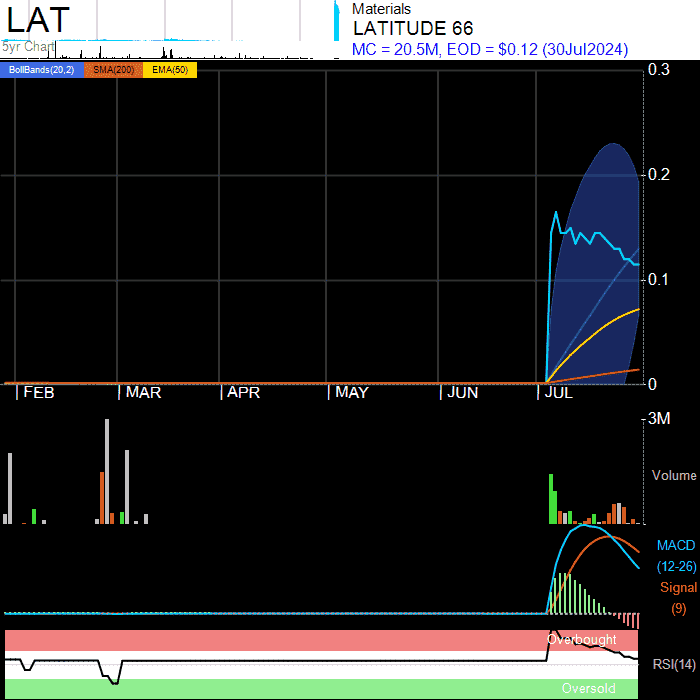 LAT
5yr Chart
Materials
LATITUDE 66
MC = 20.5M, EOD = $0.12 (30Jul2024)
BollBands(20,2) SMA(200) EMA(50)
0.3
0.2
0.1
0
FEB MAR APR MAY JUN JUL
3M
Volume
MACD
(12-26)
Signal
(9)
Overbought
RSI(14)
Oversold